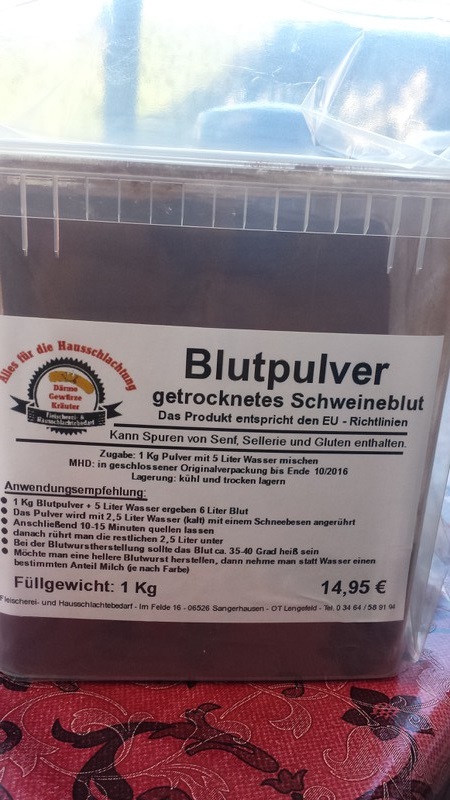 Alles für die Hausschlachtung
Därme
Gewürze
Kräuter
Fleischerei- &
Hausschlachtebedarf
Blutpulver
getrocknetes Schweineblut
Das Produkt entspricht den EU - Richtlinien
Kann Spuren von Senf, Sellerie und Gluten enthalten.
Zugabe: 1 Kg Pulver mit 5 Liter Wasser mischen
MHD: in geschlossener Originalverpackung bis Ende 10/2016
Lagerung: kühl und trocken lagern
Anwendungsempfehlung:
● 1 Kg Blutpulver + 5 Liter Wasser ergeben 6 Liter Blut
● Das Pulver wird mit 2,5 Liter Wasser (kalt) mit einem Schneebesen angerührt
● Anschließend 10-15 Minuten quellen lassen
● danach rührt man die restlichen 2,5 Liter unter
● Bei der Blutwurstherstellung sollte das Blut ca. 35-40 Grad heiß sein
● Möchte man eine hellere Blutwurst herstellen, dann nehme man statt Wasser einen
bestimmten Anteil Milch (je nach Farbe)
Füllgewicht: 1 Kg
14,95 €
Fleischerei- und Hausschlachtebedarf - Im Felde 16 - 06526 Sangerhausen - OT Lengefeld - Tel. 0 34 64 / 58 91 94